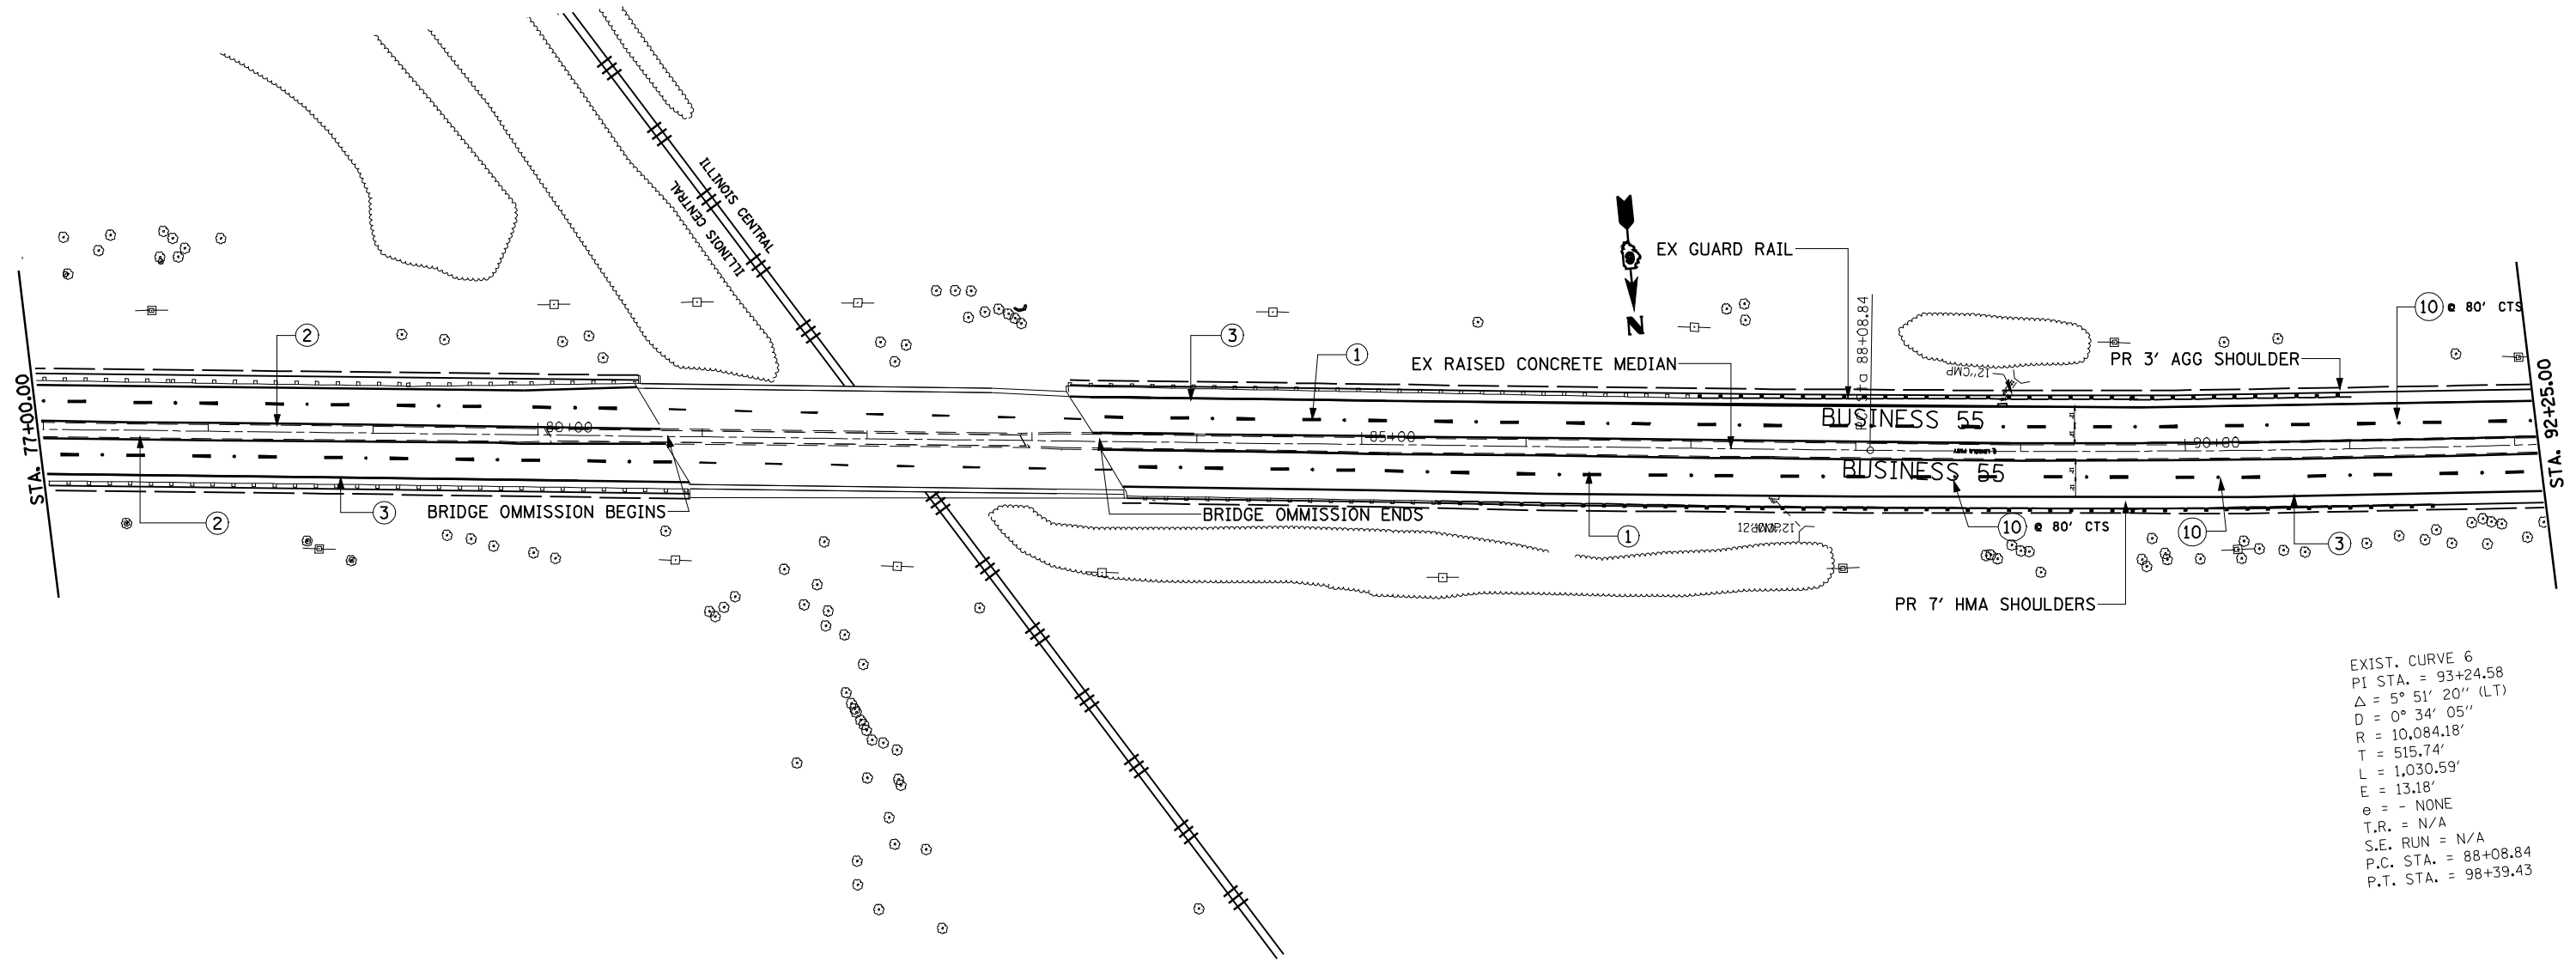 ILLINOIS CENTRAL
ILLINOIS CENTRAL
EX GUARD RAIL
N
88+08.84
10 @ 80' CTS
2
3
1
EX RAISED CONCRETE MEDIAN
PR 3' AGG SHOULDER
12"CMP
STA. 77+00.00
STA. 92+25.00
80+00
85+00
90+00
BUSINESS 55
BUSINESS 55
2
3
BRIDGE OMMISSION BEGINS
BRIDGE OMMISSION ENDS
1
10 @ 80' CTS
10
3
PR 7' HMA SHOULDERS
EXIST. CURVE 6
PI STA. = 93+24.58
Δ = 5° 51' 20" (LT)
D = 0° 34' 05"
R = 10,084.18'
T = 515.74'
L = 1,030.59'
E = 13.18'
e = - NONE
T.R. = N/A
S.E. RUN = N/A
P.C. STA. = 88+08.84
P.T. STA. = 98+39.43